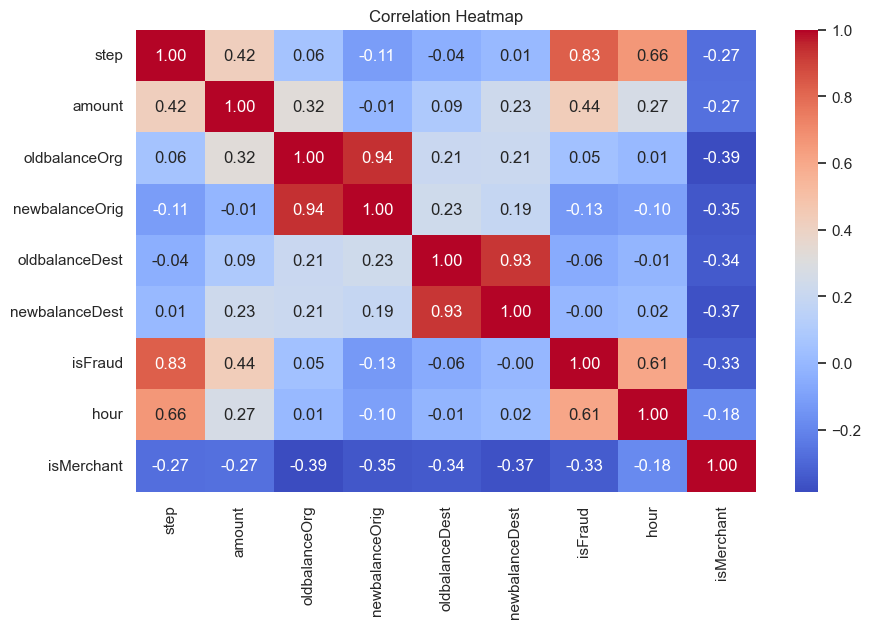 Correlation Heatmap
step 1.00 0.42 0.06 -0.11 -0.04 0.01 0.83 0.66 -0.27
amount 0.42 1.00 0.32 -0.01 0.09 0.23 0.44 0.27 -0.27
oldbalanceOrg 0.06 0.32 1.00 0.94 0.21 0.21 0.05 0.01 -0.39
newbalanceOrig -0.11 -0.01 0.94 1.00 0.23 0.19 -0.13 -0.10 -0.35
oldbalanceDest -0.04 0.09 0.21 0.23 1.00 0.93 -0.06 -0.01 -0.34
newbalanceDest 0.01 0.23 0.21 0.19 0.93 1.00 -0.00 0.02 -0.37
isFraud 0.83 0.44 0.05 -0.13 -0.06 -0.00 1.00 0.61 -0.33
hour 0.66 0.27 0.01 -0.10 -0.01 0.02 0.61 1.00 -0.18
isMerchant -0.27 -0.27 -0.39 -0.35 -0.34 -0.37 -0.33 -0.18 1.00
step amount oldbalanceOrg newbalanceOrig oldbalanceDest newbalanceDest isFraud hour isMerchant
1.0
0.8
0.6
0.4
0.2
0.0
−0.2